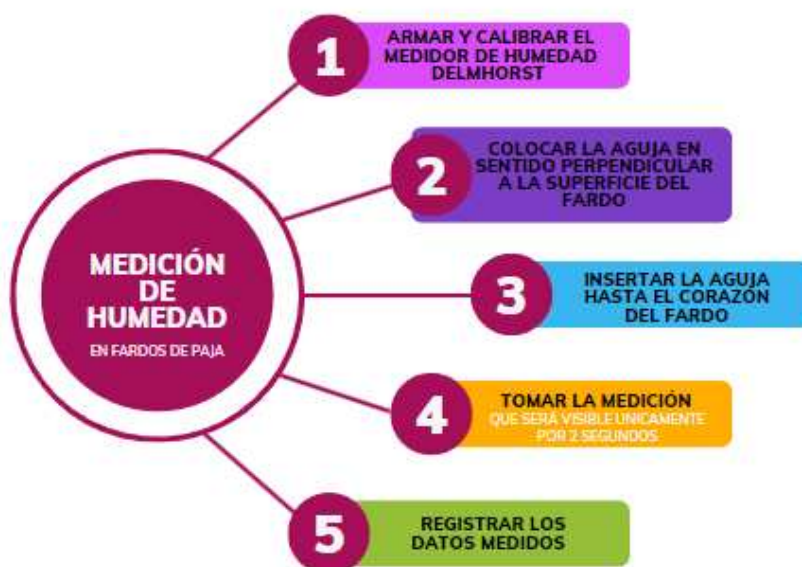 1
ARMAR Y CALIBRAR EL
MEDIDOR DE HUMEDAD
DELMHORST
2
COLOCAR LA AGUJA EN
SENTIDO PERPENDICULAR
A LA SUPERFICIE DEL
FARDO
MEDICIÓN
DE
HUMEDAD
EN FARDOS DE PAJA
3
INSERTAR LA AGUJA
HASTA EL CORAZÓN
DEL FARDO
4
TOMAR LA MEDICIÓN
QUE SERÁ VISIBLE UNICAMENTE
POR 2 SEGUNDOS
5
REGISTRAR LOS
DATOS MEDIDOS